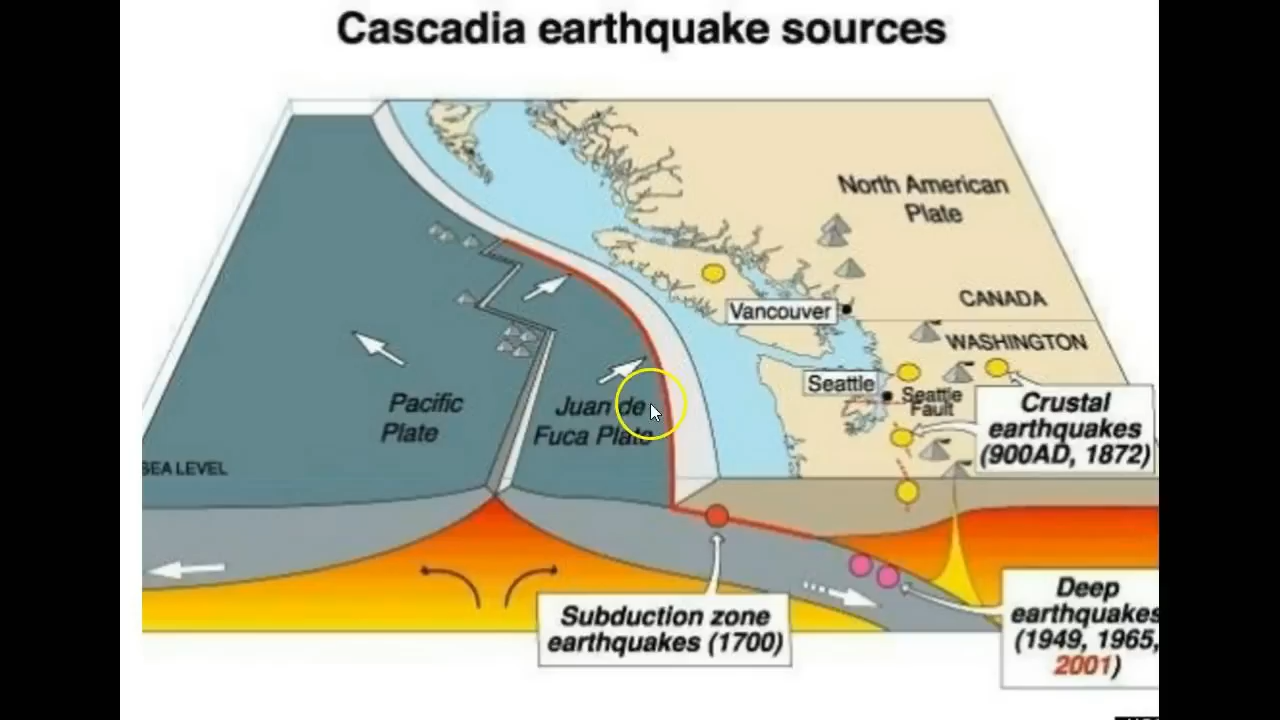 Cascadia earthquake sources
North American
Plate
CANADA
Vancouver
WASHINGTON
Seattle
Seattle
Fault
Crustal
earthquakes
(900AD, 1872)
Pacific
Plate
Juan de
Fuca Plate
SEA LEVEL
Subduction zone
earthquakes (1700)
Deep
earthquakes
(1949, 1965,
2001)